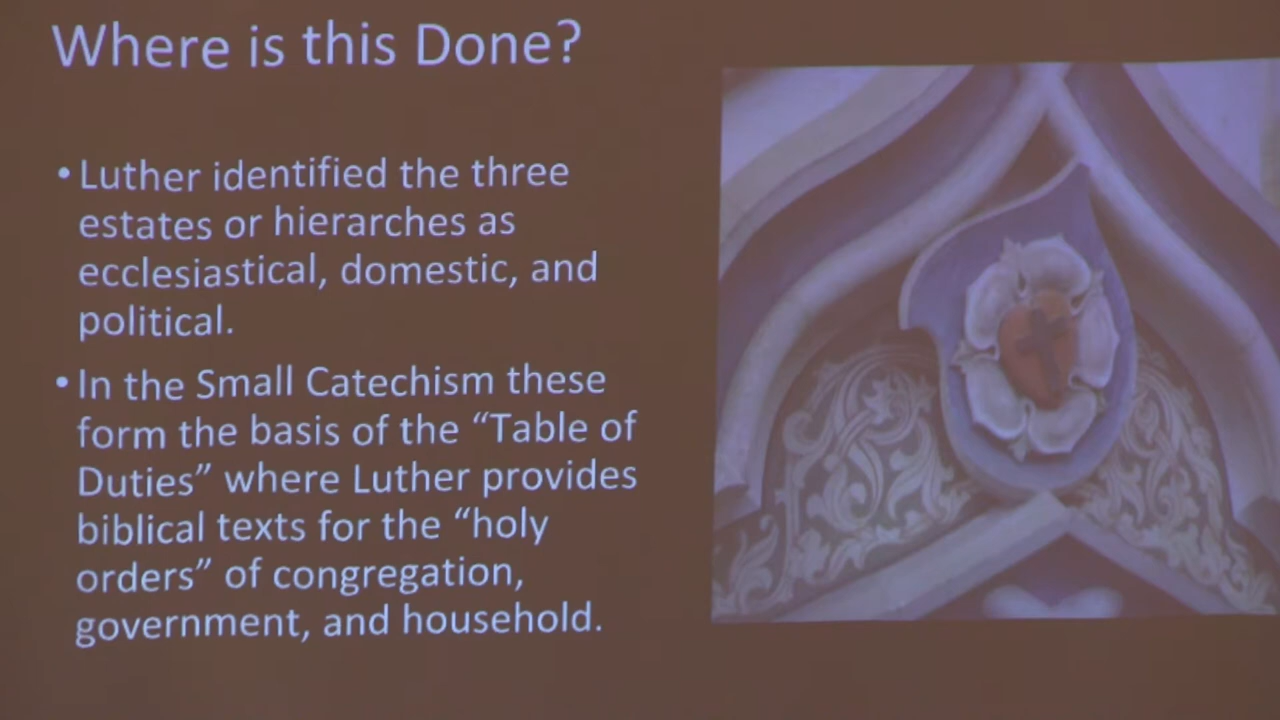 Where is this Done?
• Luther identified the three
estates or hierarches as
ecclesiastical, domestic, and
political.
• In the Small Catechism these
form the basis of the “Table of
Duties” where Luther provides
biblical texts for the “holy
orders” of congregation,
government, and household.